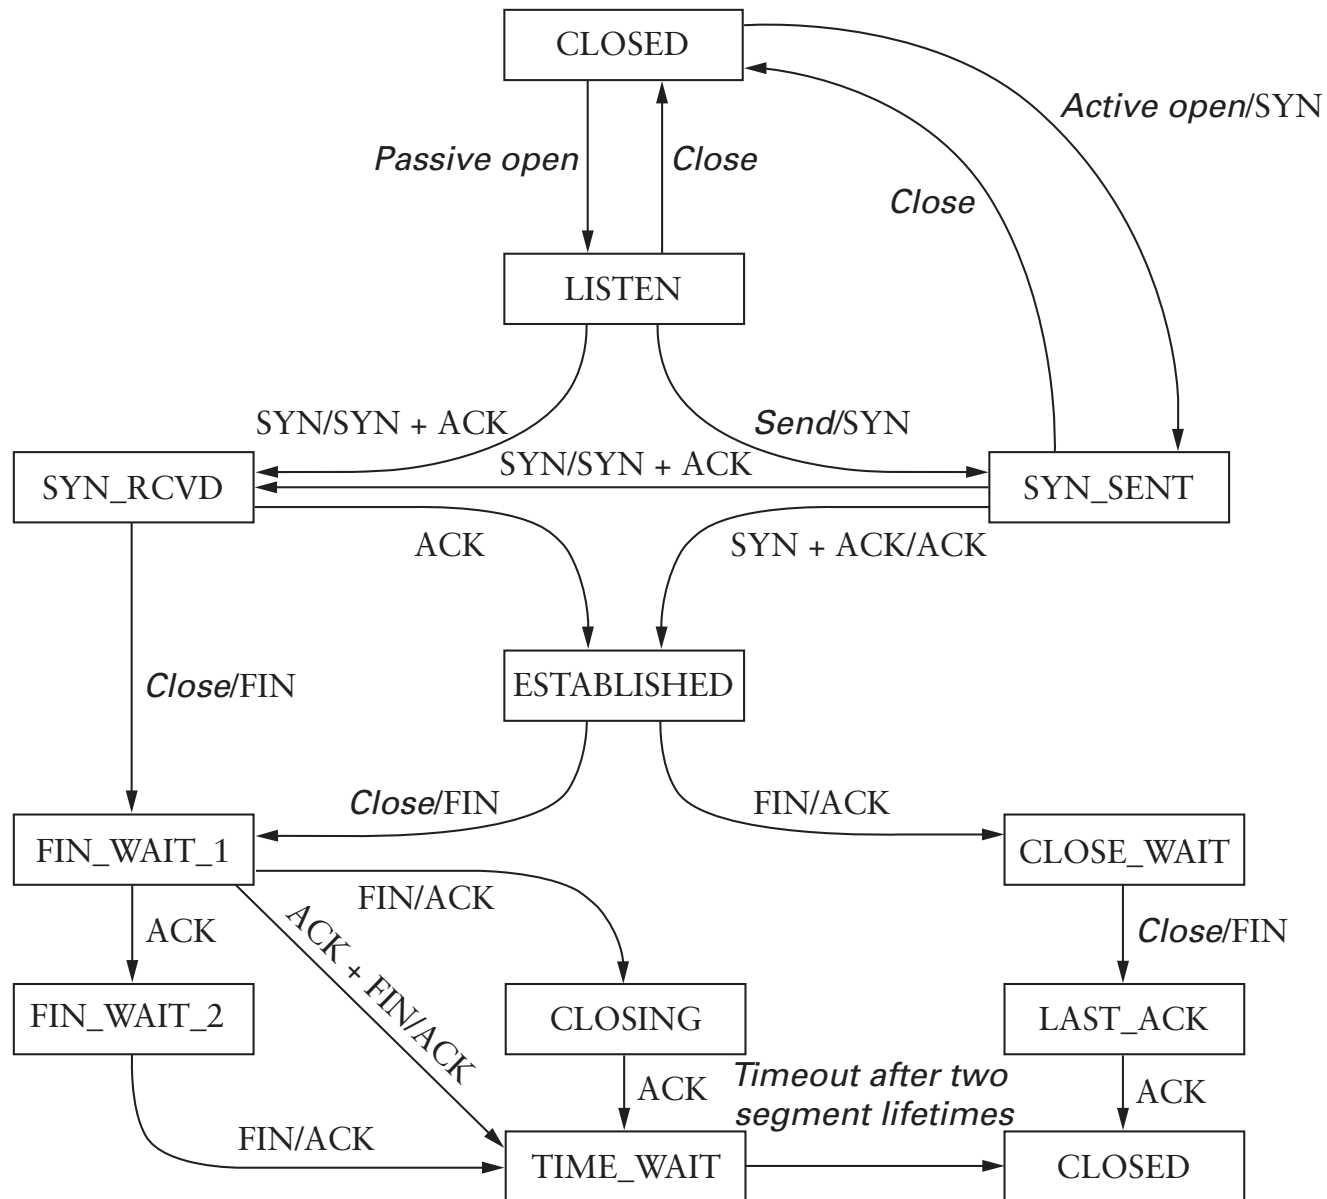 CLOSED
Active open/SYN
Passive open
Close
Close
LISTEN
SYN/SYN + ACK
Send/SYN
SYN/SYN + ACK
SYN_RCVD
SYN_SENT
ACK
SYN + ACK/ACK
Close/FIN
ESTABLISHED
Close/FIN
FIN/ACK
FIN_WAIT_1
CLOSE_WAIT
FIN/ACK
ACK
ACK + FIN/ACK
Close/FIN
FIN_WAIT_2
CLOSING
LAST_ACK
ACK
Timeout after two
segment lifetimes
ACK
FIN/ACK
TIME_WAIT
CLOSED